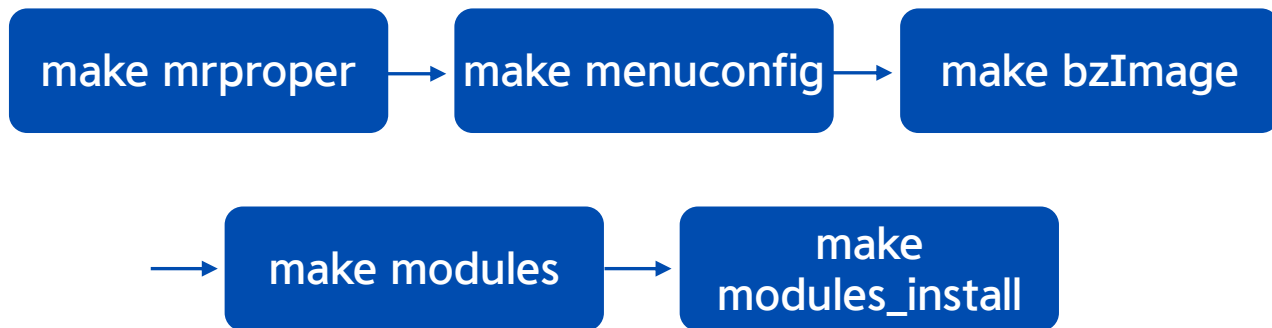 make mrproper
make menuconfig
make bzImage
make modules
make
modules_install